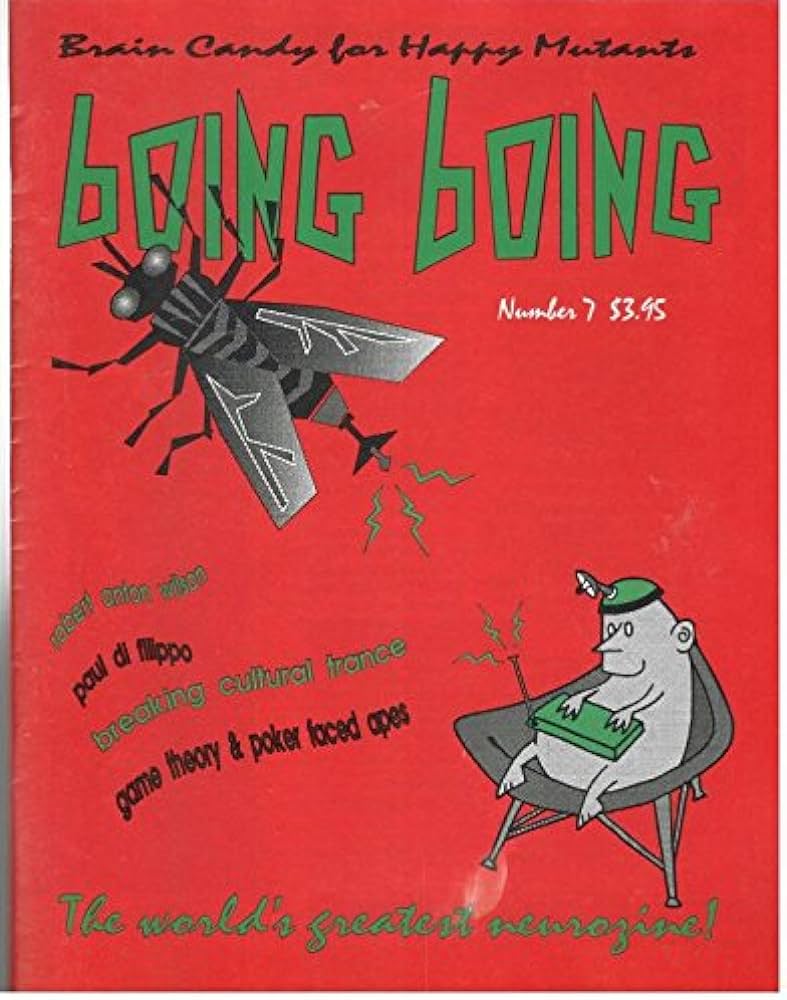 Brain Candy for Happy Mutants
bOING bOING
Number 7 $3.95
robert anton wilson
paul di filippo
breaking cultural trance
game theory & poker faced apes
The world's greatest neurozine!